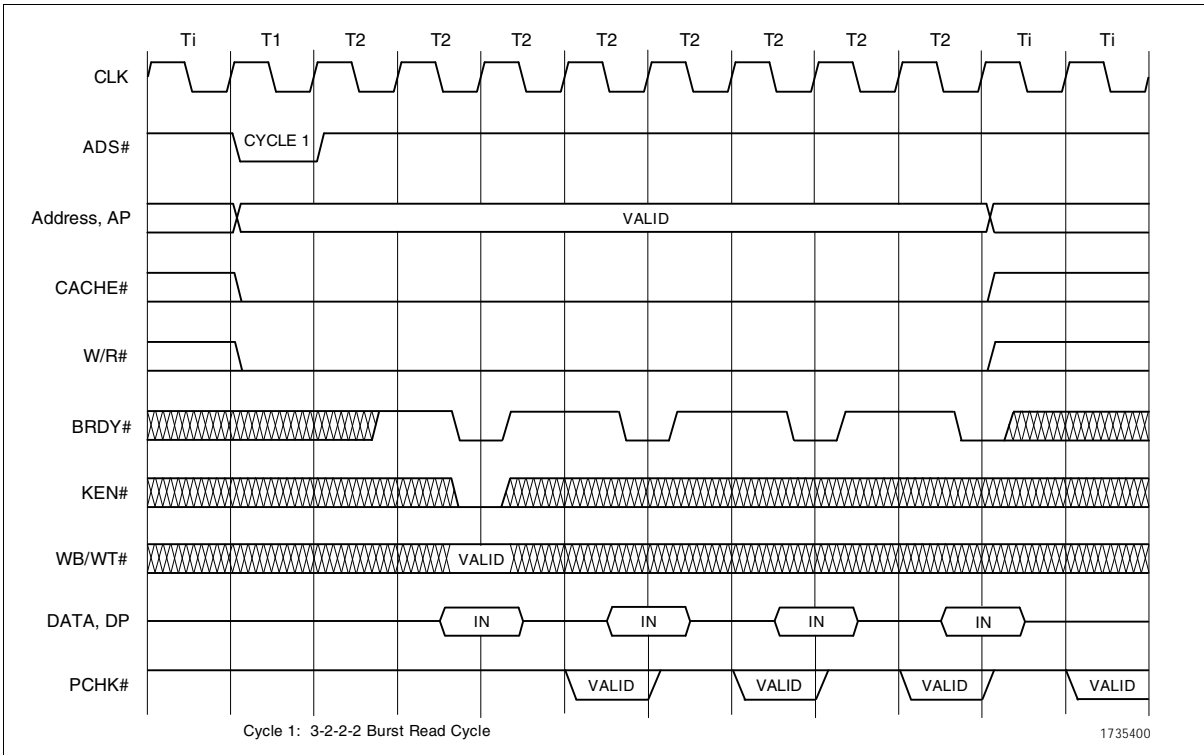 Ti T1 T2 T2 T2 T2 T2 T2 T2 T2 Ti Ti
CLK
ADS# CYCLE 1
Address, AP VALID
CACHE#
W/R#
BRDY#
KEN#
WB/WT# VALID
DATA, DP IN IN IN IN
PCHK# VALID VALID VALID VALID
Cycle 1: 3-2-2-2 Burst Read Cycle 1735400